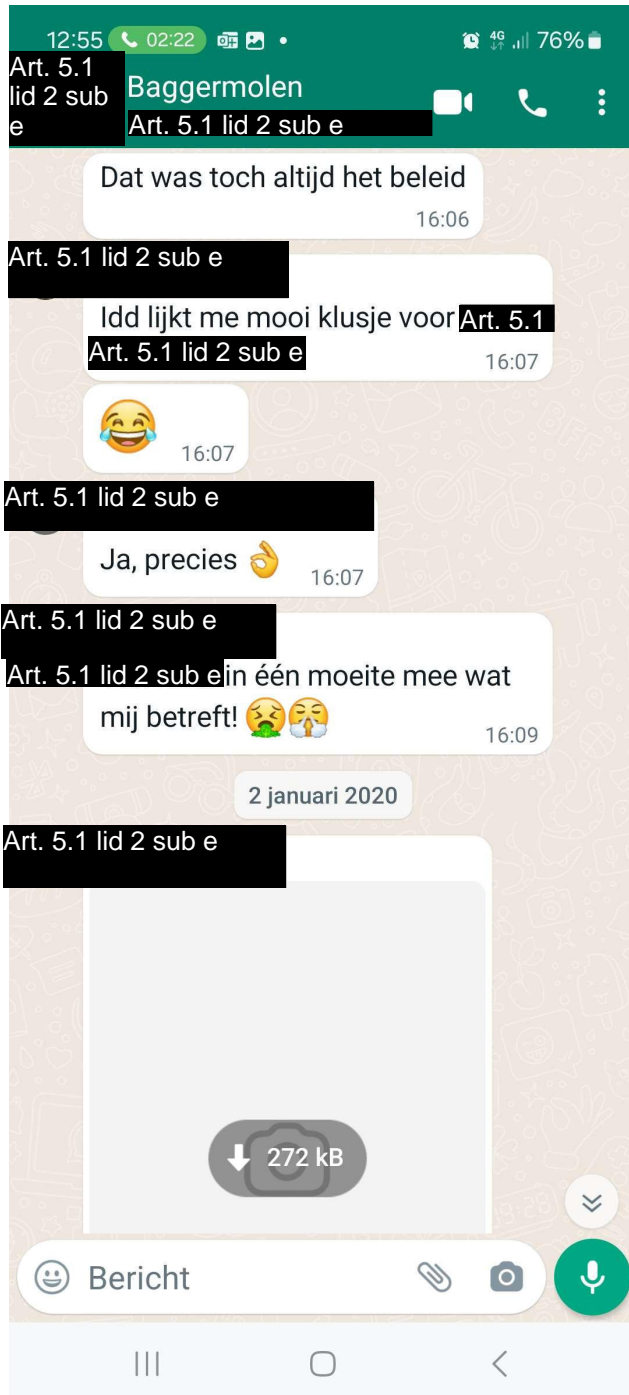 12:55 02:22 4G 76%
Art. 5.1
lid 2 sub
e
Baggermolen
Art. 5.1 lid 2 sub e
Dat was toch altijd het beleid
16:06
Art. 5.1 lid 2 sub e
Idd lijkt me mooi klusje voor Art. 5.1
Art. 5.1 lid 2 sub e
16:07
😂 16:07
Art. 5.1 lid 2 sub e
Ja, precies 👌 16:07
Art. 5.1 lid 2 sub e
Art. 5.1 lid 2 sub e in één moeite mee wat
mij betreft! 🤮😤 16:09
2 januari 2020
Art. 5.1 lid 2 sub e
272 kB
Bericht